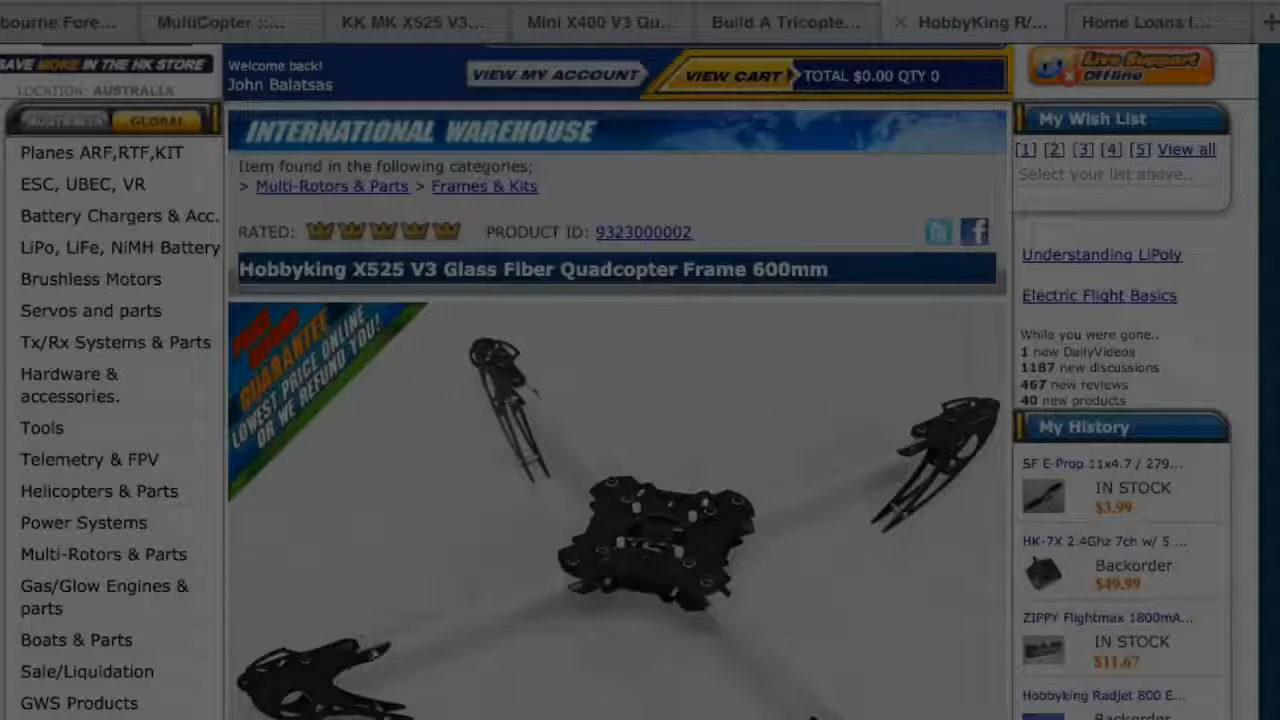 bourne Fore...
MultiCopter ::...
KK MK X525 V3...
Mini X400 V3 Qu...
Build A Tricopte...
HobbyKing R/...
Home Loans I...
SAVE MORE IN THE HK STORE
LOCATION: AUSTRALIA
AUSTRALIA
GLOBAL
Planes ARF,RTF,KIT
ESC, UBEC, VR
Battery Chargers & Acc.
LiPo, LiFe, NiMH Battery
Brushless Motors
Servos and parts
Tx/Rx Systems & Parts
Hardware &
accessories.
Tools
Telemetry & FPV
Helicopters & Parts
Power Systems
Multi-Rotors & Parts
Gas/Glow Engines &
parts
Boats & Parts
Sale/Liquidation
GWS Products
Welcome back!
John Balatsas
VIEW MY ACCOUNT
VIEW CART
TOTAL $0.00 QTY 0
INTERNATIONAL WAREHOUSE
Item found in the following categories;
> Multi-Rotors & Parts > Frames & Kits
RATED:
PRODUCT ID: 9323000002
Hobbyking X525 V3 Glass Fiber Quadcopter Frame 600mm
GUARANTEE
LOWEST PRICE ONLINE
OR WE REFUND YOU!
Live Support
Offline
My Wish List
[1] [2] [3] [4] [5] View all
Select your list above..
Understanding LiPoly
Electric Flight Basics
While you were gone..
1 new DailyVideos
1187 new discussions
467 new reviews
40 new products
My History
SF E-Prop 11x4.7 / 279...
IN STOCK
$3.99
HK-7X 2.4Ghz 7ch w/ 5 ...
Backorder
$49.99
ZIPPY Flightmax 1800mA...
IN STOCK
$11.67
Hobbyking Radjet 800 E...
Backorder